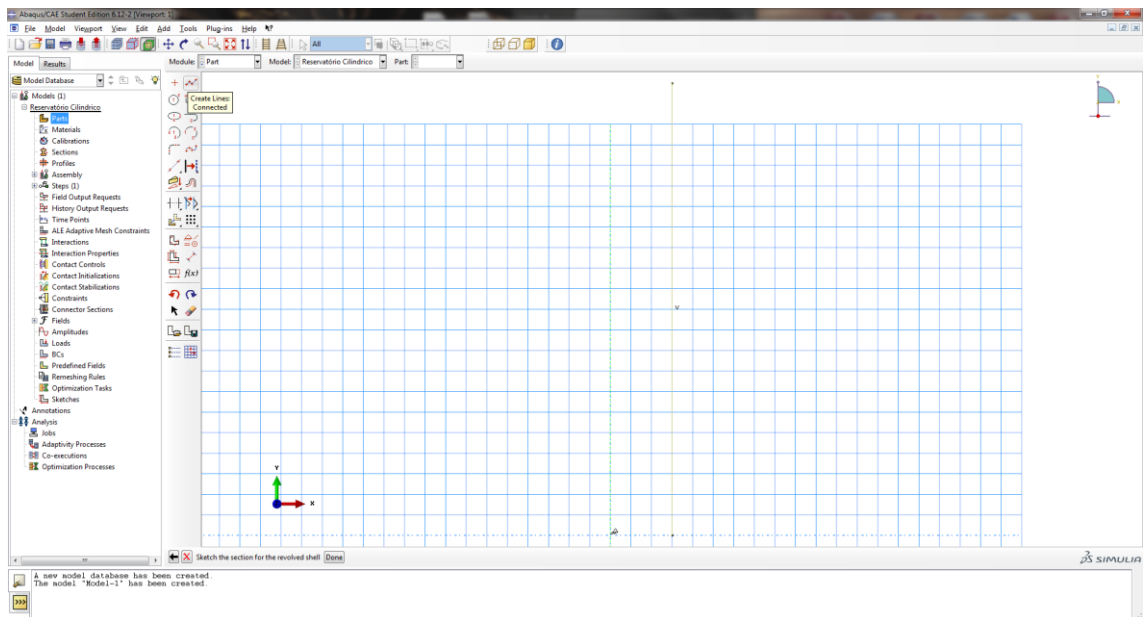 Abaqus/CAE Student Edition 6.12-2 [Viewport: 1]
File Model Viewport View Edit Add Tools Plug-ins Help
All
Model Results
Module: Part Model: Reservatório Cilindrico Part:
Model Database
Models (1)
Reservatório Cilindrico
Parts
Materials
Calibrations
Sections
Profiles
Assembly
Steps (1)
Field Output Requests
History Output Requests
Time Points
ALE Adaptive Mesh Constraints
Interactions
Interaction Properties
Contact Controls
Contact Initializations
Contact Stabilizations
Constraints
Connector Sections
Fields
Amplitudes
Loads
BCs
Predefined Fields
Remeshing Rules
Optimization Tasks
Sketches
Annotations
Analysis
Jobs
Adaptivity Processes
Co-executions
Optimization Processes
Create Lines:
Connected
f(x)
Y
X
V
Sketch the section for the revolved shell Done
SIMULIA
A new model database has been created.
The model "Model-1" has been created.
>>>